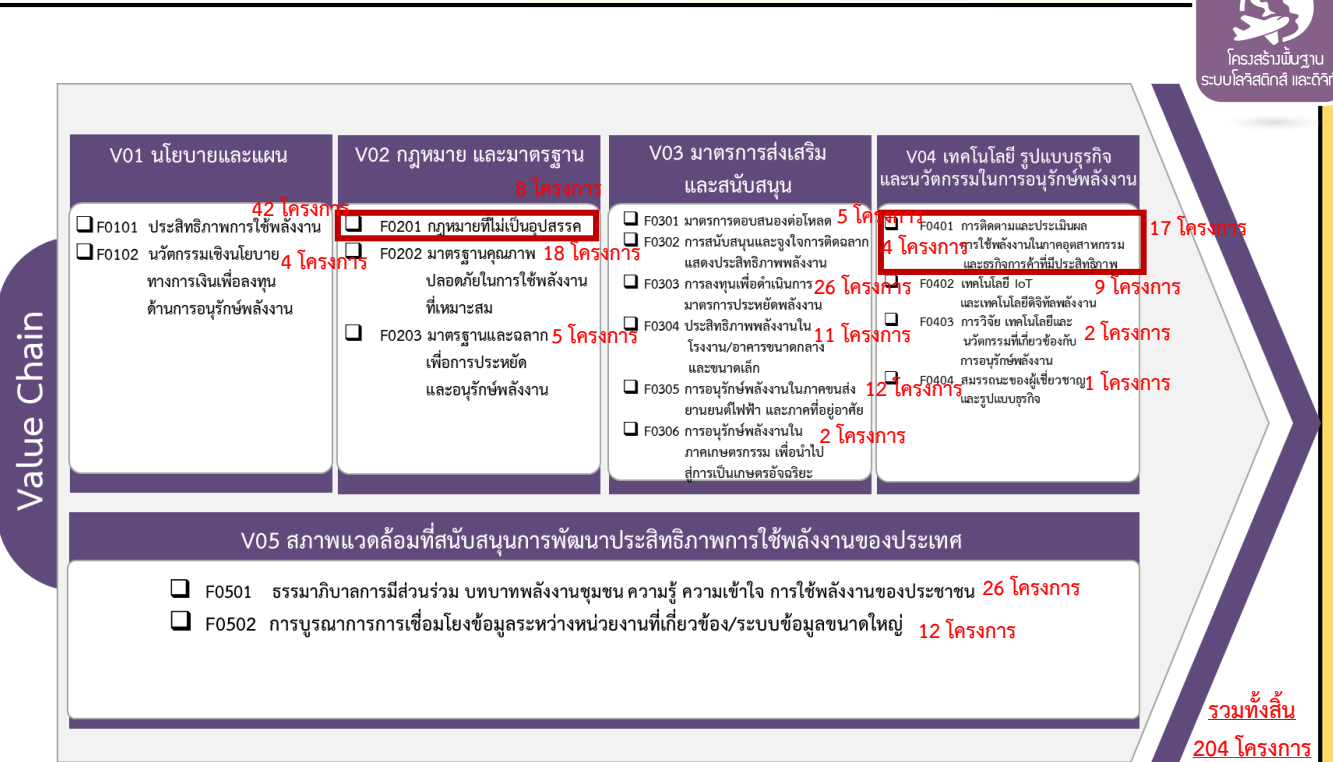 โครงสร้างพื้นฐาน
ระบบโลจิสติกส์ และดิจิ
Value Chain
V01 นโยบายและแผน
42 โครงการ
F0101 ประสิทธิภาพการใช้พลังงาน
F0102 นวัตกรรมเชิงนโยบาย 4 โครงการ
ทางการเงินเพื่อลงทุน
ด้านการอนุรักษ์พลังงาน
V02 กฎหมาย และมาตรฐาน
8 โครงการ
F0201 กฎหมายที่ไม่เป็นอุปสรรค
F0202 มาตรฐานคุณภาพ 18 โครงการ
ปลอดภัยในการใช้พลังงาน
ที่เหมาะสม
F0203 มาตรฐานและฉลาก 5 โครงการ
เพื่อการประหยัด
และอนุรักษ์พลังงาน
V03 มาตรการส่งเสริม
และสนับสนุน
F0301 มาตรการตอบสนองต่อโหลด 5 โครงการ
F0302 การสนับสนุนและจูงใจการติดฉลาก 4 โครงการ
แสดงประสิทธิภาพพลังงาน
F0303 การลงทุนเพื่อดำเนินการ 26 โครงการ
มาตรการประหยัดพลังงาน
F0304 ประสิทธิภาพพลังงานใน 11 โครงการ
โรงงาน/อาคารขนาดกลาง
และขนาดเล็ก
F0305 การอนุรักษ์พลังงานในภาคขนส่ง 12 โครงการ
ยานยนต์ไฟฟ้า และภาคที่อยู่อาศัย
F0306 การอนุรักษ์พลังงานใน 2 โครงการ
ภาคเกษตรกรรม เพื่อนำไป
สู่การเป็นเกษตรอัจฉริยะ
V04 เทคโนโลยี รูปแบบธุรกิจ
และนวัตกรรมในการอนุรักษ์พลังงาน
F0401 การติดตามและประเมินผล 17 โครงการ
การใช้พลังงานในภาคอุตสาหกรรม
และธุรกิจการค้าที่มีประสิทธิภาพ
F0402 เทคโนโลยี IoT 9 โครงการ
และเทคโนโลยีดิจิทัลพลังงาน
F0403 การวิจัย เทคโนโลยีและ 2 โครงการ
นวัตกรรมที่เกี่ยวข้องกับ
การอนุรักษ์พลังงาน
F0404 สมรรถนะของผู้เชี่ยวชาญ 1 โครงการ
และรูปแบบธุรกิจ
V05 สภาพแวดล้อมที่สนับสนุนการพัฒนาประสิทธิภาพการใช้พลังงานของประเทศ
F0501 ธรรมาภิบาลการมีส่วนร่วม บทบาทพลังงานชุมชน ความรู้ ความเข้าใจ การใช้พลังงานของประชาชน 26 โครงการ
F0502 การบูรณาการการเชื่อมโยงข้อมูลระหว่างหน่วยงานที่เกี่ยวข้อง/ระบบข้อมูลขนาดใหญ่ 12 โครงการ
รวมทั้งสิ้น
204 โครงการ